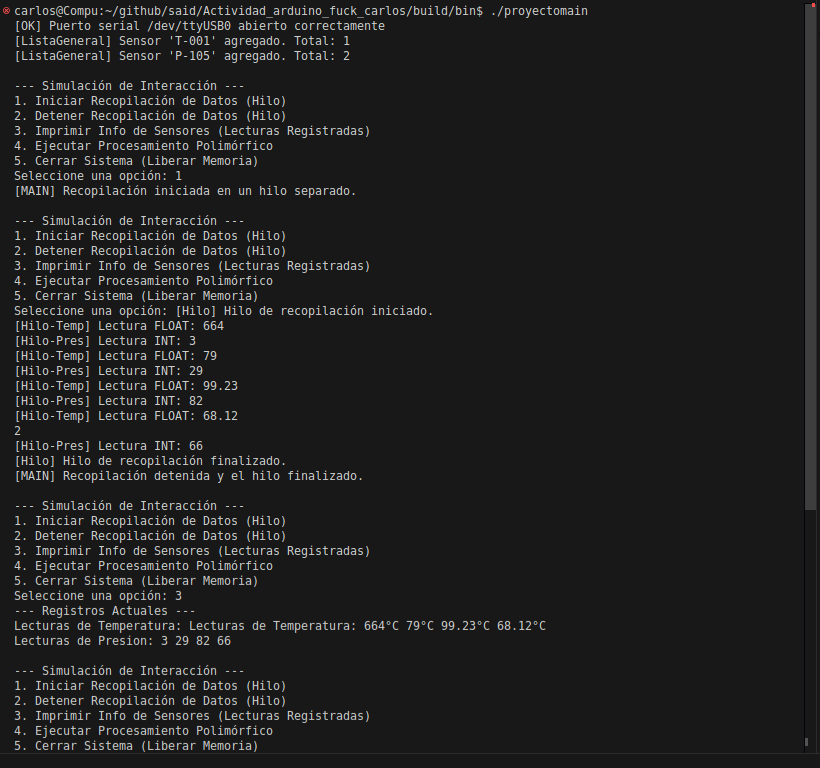 carlos@Compu:~/github/said/Actividad_arduino_fuck_carlos/build/bin$ ./proyectomain
[OK] Puerto serial /dev/ttyUSB0 abierto correctamente
[ListaGeneral] Sensor 'T-001' agregado. Total: 1
[ListaGeneral] Sensor 'P-105' agregado. Total: 2

--- Simulación de Interacción ---
1. Iniciar Recopilación de Datos (Hilo)
2. Detener Recopilación de Datos (Hilo)
3. Imprimir Info de Sensores (Lecturas Registradas)
4. Ejecutar Procesamiento Polimórfico
5. Cerrar Sistema (Liberar Memoria)
Seleccione una opción: 1
[MAIN] Recopilación iniciada en un hilo separado.

--- Simulación de Interacción ---
1. Iniciar Recopilación de Datos (Hilo)
2. Detener Recopilación de Datos (Hilo)
3. Imprimir Info de Sensores (Lecturas Registradas)
4. Ejecutar Procesamiento Polimórfico
5. Cerrar Sistema (Liberar Memoria)
Seleccione una opción: [Hilo] Hilo de recopilación iniciado.
[Hilo-Temp] Lectura FLOAT: 664
[Hilo-Pres] Lectura INT: 3
[Hilo-Temp] Lectura FLOAT: 79
[Hilo-Pres] Lectura INT: 29
[Hilo-Temp] Lectura FLOAT: 99.23
[Hilo-Pres] Lectura INT: 82
[Hilo-Temp] Lectura FLOAT: 68.12
2
[Hilo-Pres] Lectura INT: 66
[Hilo] Hilo de recopilación finalizado.
[MAIN] Recopilación detenida y el hilo finalizado.

--- Simulación de Interacción ---
1. Iniciar Recopilación de Datos (Hilo)
2. Detener Recopilación de Datos (Hilo)
3. Imprimir Info de Sensores (Lecturas Registradas)
4. Ejecutar Procesamiento Polimórfico
5. Cerrar Sistema (Liberar Memoria)
Seleccione una opción: 3
--- Registros Actuales ---
Lecturas de Temperatura: Lecturas de Temperatura: 664°C 79°C 99.23°C 68.12°C
Lecturas de Presion: 3 29 82 66

--- Simulación de Interacción ---
1. Iniciar Recopilación de Datos (Hilo)
2. Detener Recopilación de Datos (Hilo)
3. Imprimir Info de Sensores (Lecturas Registradas)
4. Ejecutar Procesamiento Polimórfico
5. Cerrar Sistema (Liberar Memoria)